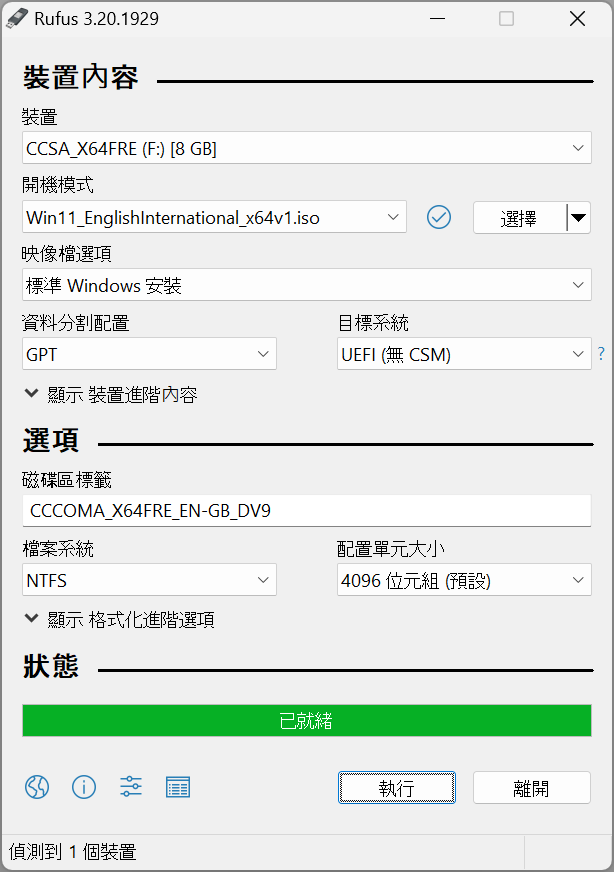 Rufus 3.20.1929
裝置內容
裝置
CCSA_X64FRE (F:) [8 GB]
開機模式
Win11_EnglishInternational_x64v1.iso
選擇
映像檔選項
標準 Windows 安裝
資料分割配置
目標系統
GPT
UEFI (無 CSM)
?
顯示 裝置進階內容
選項
磁碟區標籤
CCCOMA_X64FRE_EN-GB_DV9
檔案系統
配置單元大小
NTFS
4096 位元組 (預設)
顯示 格式化進階選項
狀態
已就緒
執行
離開
偵測到 1 個裝置